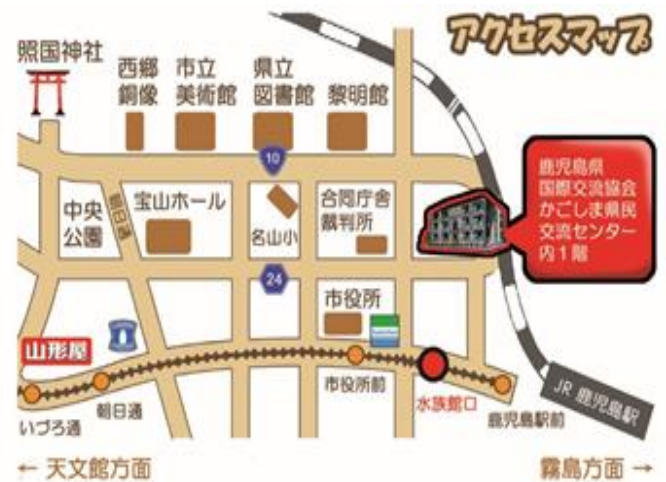 アクセスマップ
照国神社
西郷
銅像
市立
美術館
県立
図書館
黎明館
10
鹿児島県
国際交流協会
かごしま県民
交流センター
内1階
中央
公園
朝日通
宝山ホール
名山小
合同庁舎
裁判所
24
市役所
山形屋
市役所前
水族館口
鹿児島駅前
JR 鹿児島駅
朝日通
いづろ通
← 天文館方面
霧島方面 →